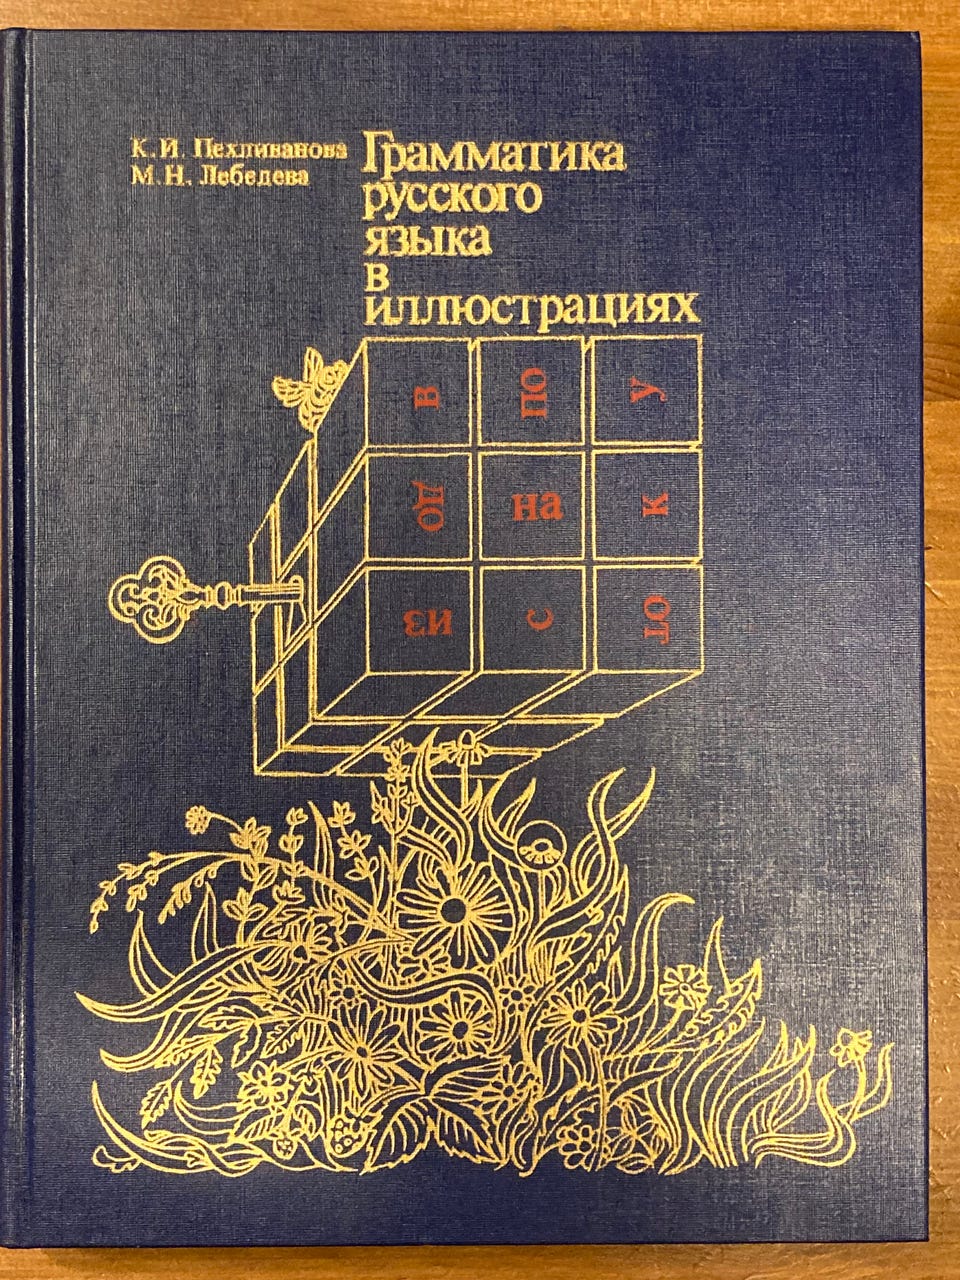 К. И. Пехливанова
М. Н. Лебедева
Грамматика
русского
языка
в
иллюстрациях
в по у
до на к
из с от